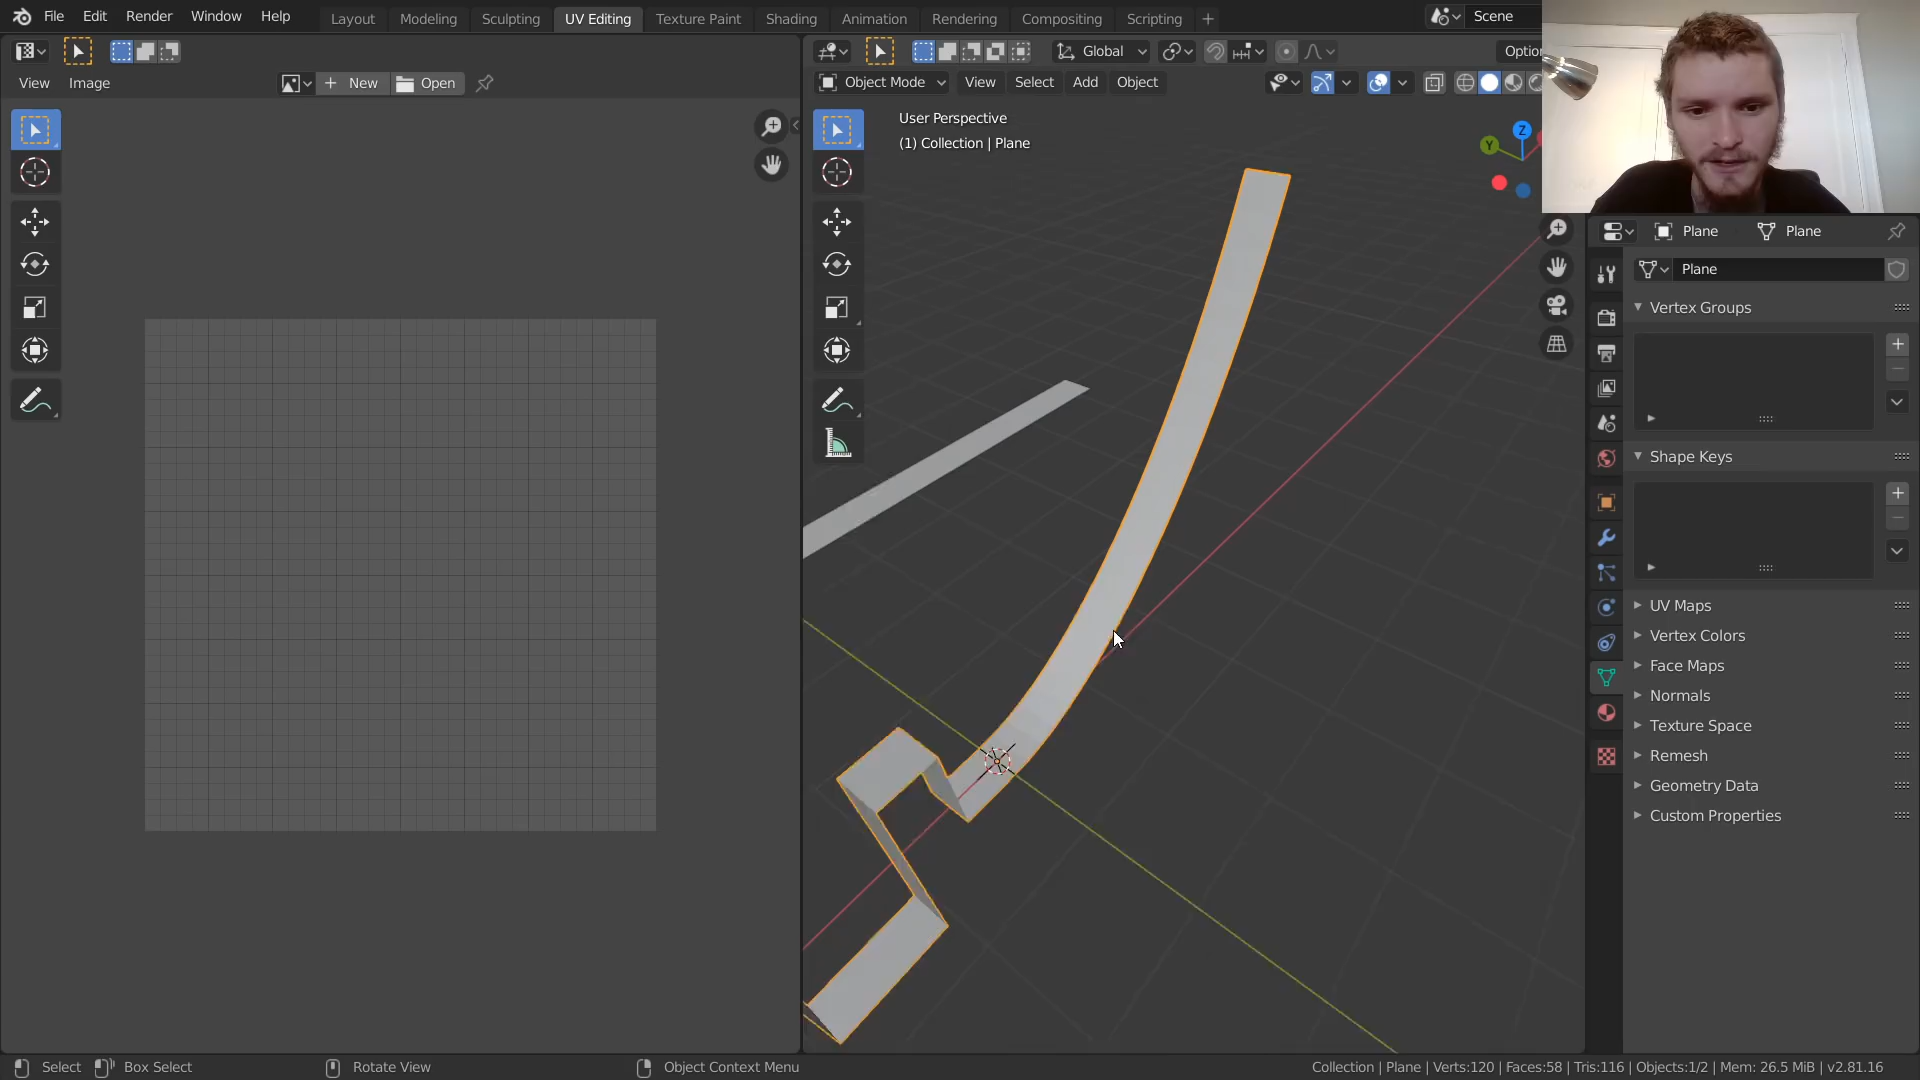 File Edit Render Window Help Layout Modeling Sculpting UV Editing Texture Paint Shading Animation Rendering Compositing Scripting + Scene
Global
View Image New Open
Object Mode View Select Add Object
User Perspective
(1) Collection | Plane
Z
Y
Plane Plane
Plane
Vertex Groups
Shape Keys
UV Maps
Vertex Colors
Face Maps
Normals
Texture Space
Remesh
Geometry Data
Custom Properties
Select Box Select Rotate View Object Context Menu Collection | Plane | Verts:120 | Faces:58 | Tris:116 | Objects:1/2 | Mem: 26.5 MiB | v2.81.16